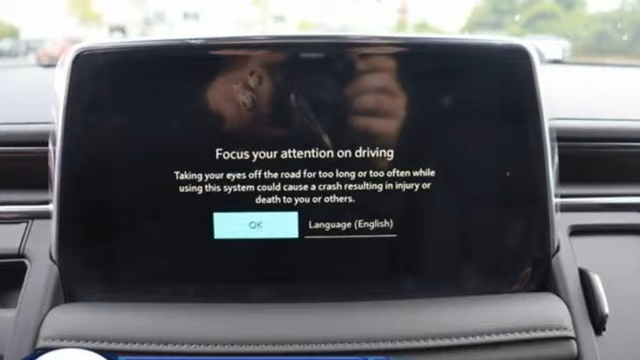 Focus your attention on driving
Taking your eyes off the road for too long or too often while
using this system could cause a crash resulting in injury or
death to you or others.
OK
Language (English)